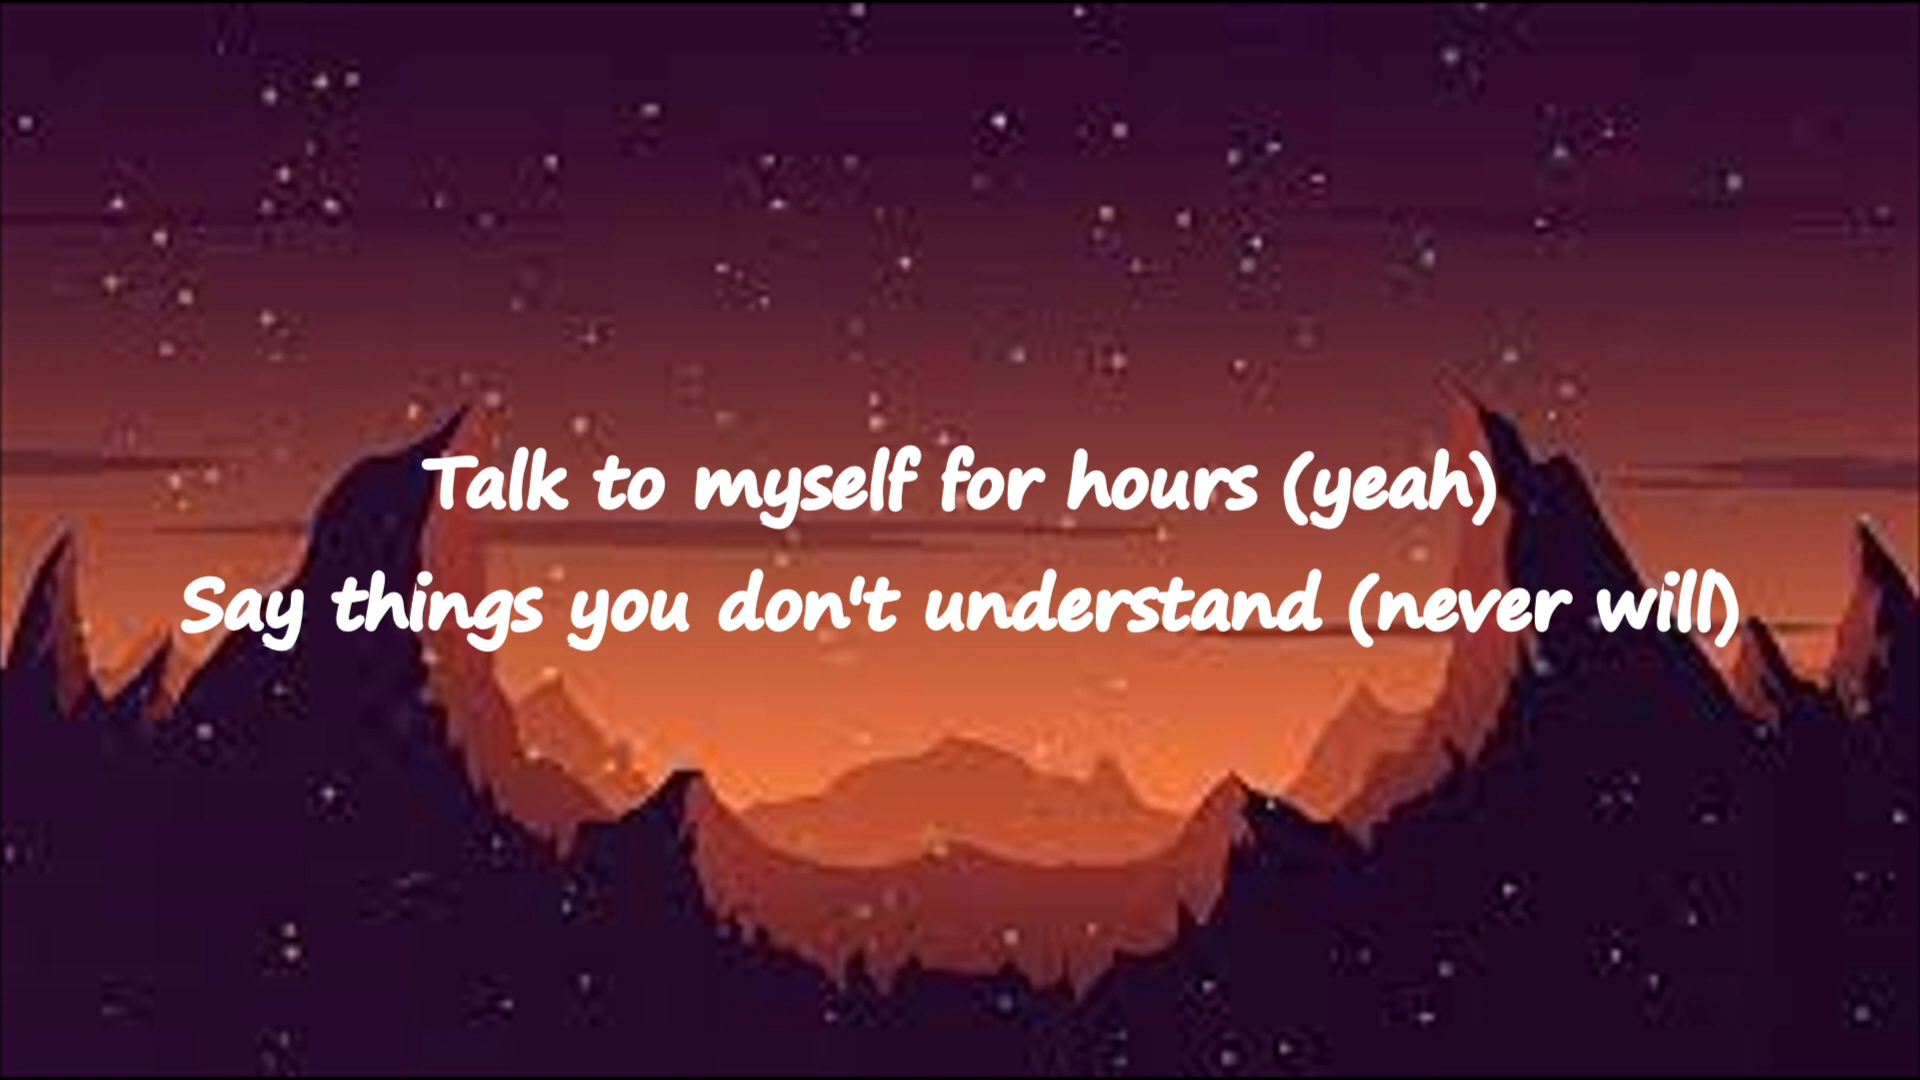 Talk to myself for hours (yeah)
Say things you don't understand (never will)